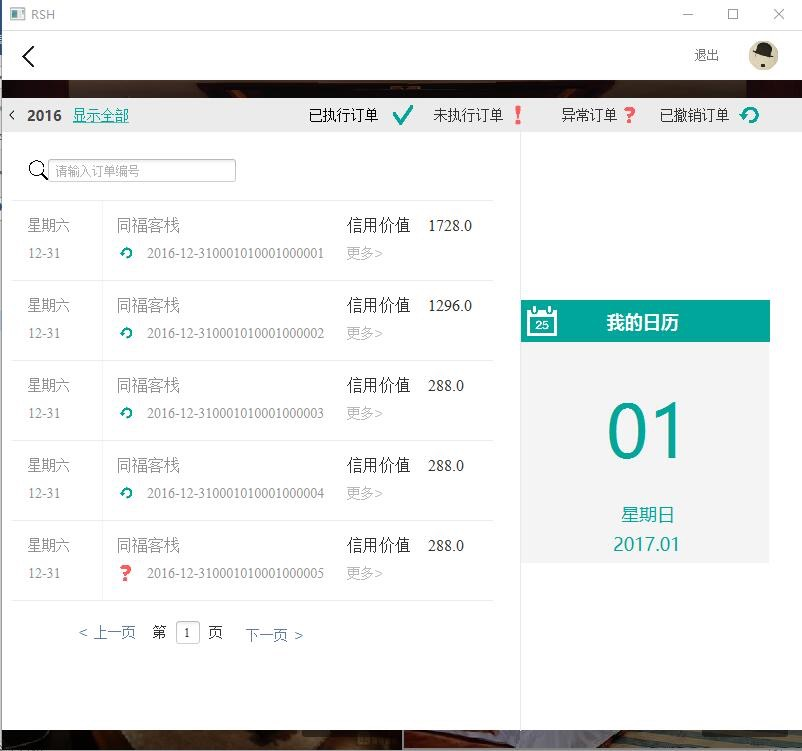 RSH
退出
2016 显示全部 已执行订单 未执行订单 异常订单 已撤销订单
请输入订单编号
星期六 同福客栈 信用价值 1728.0
12-31 2016-12-310001010001000001 更多>
星期六 同福客栈 信用价值 1296.0
12-31 2016-12-310001010001000002 更多>
星期六 同福客栈 信用价值 288.0
12-31 2016-12-310001010001000003 更多>
星期六 同福客栈 信用价值 288.0
12-31 2016-12-310001010001000004 更多>
星期六 同福客栈 信用价值 288.0
12-31 2016-12-310001010001000005 更多>
< 上一页 第 1 页 下一页 >
25 我的日历
01
星期日
2017.01